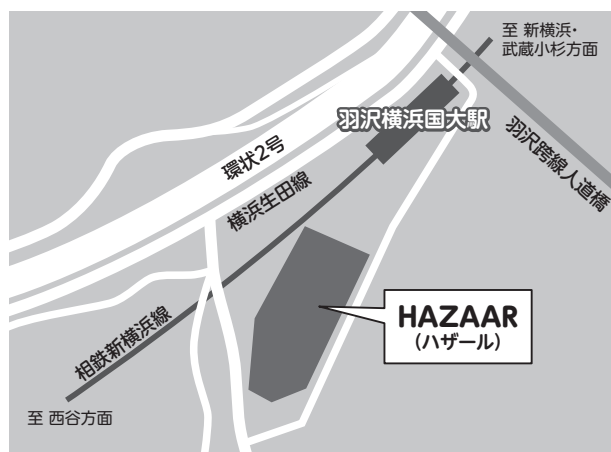 至 新横浜・
武蔵小杉方面
羽沢横浜国大駅
羽沢跨線人道橋
環状2号
横浜生田線
HAZAAR
(ハザール)
相鉄新横浜線
至 西谷方面